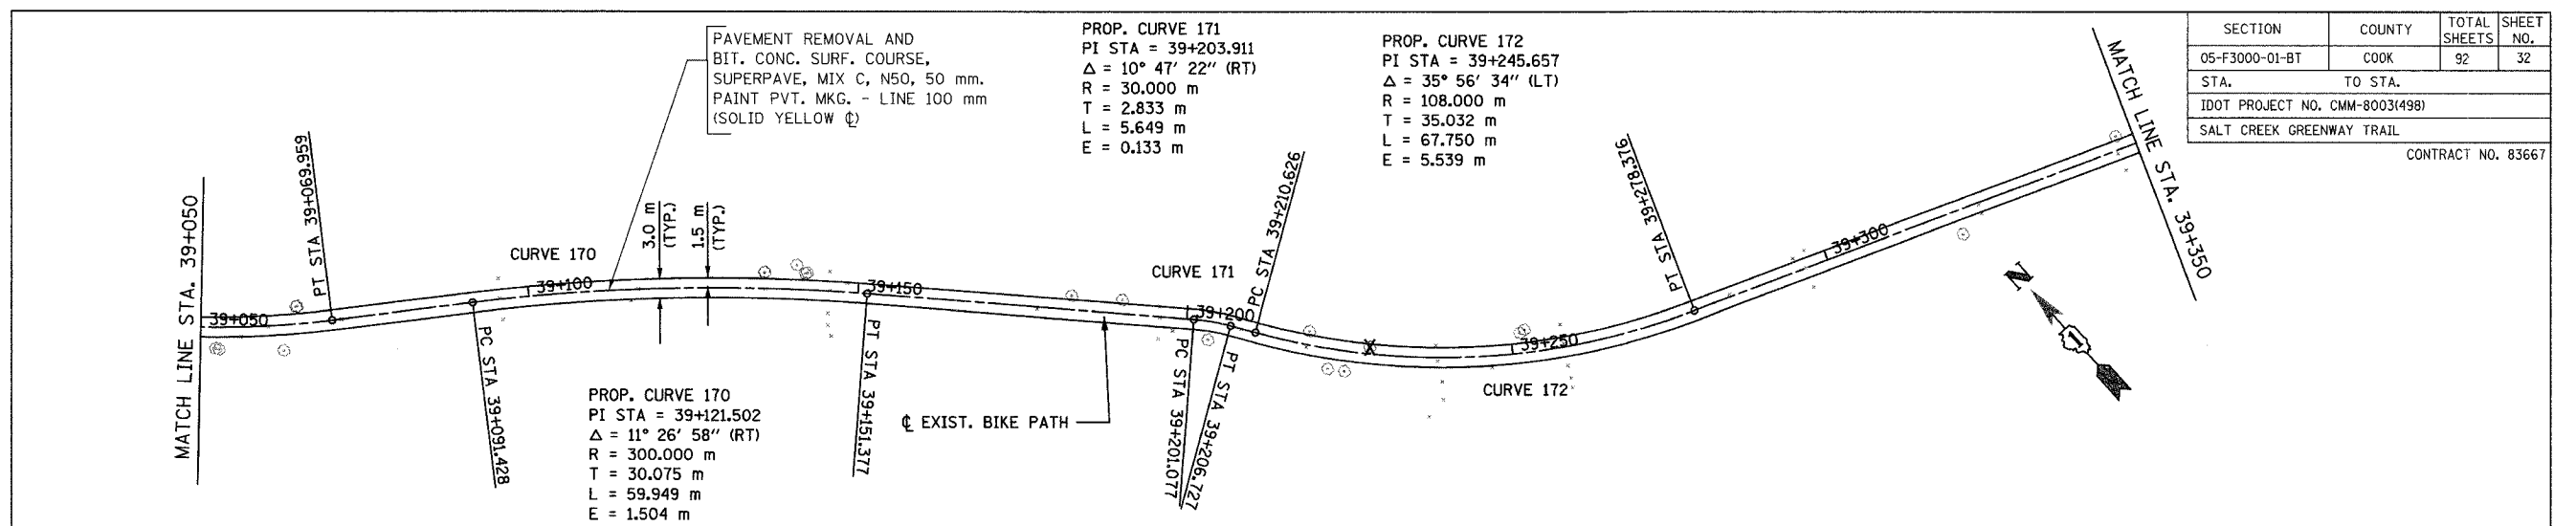 PAVEMENT REMOVAL AND
BIT. CONC. SURF. COURSE,
SUPERPAVE, MIX C, N50, 50 mm.
PAINT PVT. MKG. - LINE 100 mm
(SOLID YELLOW ℄)
PROP. CURVE 171
PI STA = 39+203.911
Δ = 10° 47' 22" (RT)
R = 30.000 m
T = 2.833 m
L = 5.649 m
E = 0.133 m
PROP. CURVE 172
PI STA = 39+245.657
Δ = 35° 56' 34" (LT)
R = 108.000 m
T = 35.032 m
L = 67.750 m
E = 5.539 m
SECTION COUNTY TOTAL SHEETS SHEET NO.
05-F3000-01-BT COOK 92 32
STA. TO STA.
IDOT PROJECT NO. CMM-8003(498)
SALT CREEK GREENWAY TRAIL
CONTRACT NO. 83667
MATCH LINE STA. 39+050
39+050
PT STA 39+069.959
PC STA 39+091.428
CURVE 170
39+100
3.0 m
(TYP.)
1.5 m
(TYP.)
39+150
PT STA 39+151.377
CURVE 171
39+200
PC STA 39+201.077
PT STA 39+206.727
PC STA 39+210.626
39+250
CURVE 172
PT STA 39+278.376
39+300
MATCH LINE STA. 39+350
N
1
℄ EXIST. BIKE PATH
PROP. CURVE 170
PI STA = 39+121.502
Δ = 11° 26' 58" (RT)
R = 300.000 m
T = 30.075 m
L = 59.949 m
E = 1.504 m